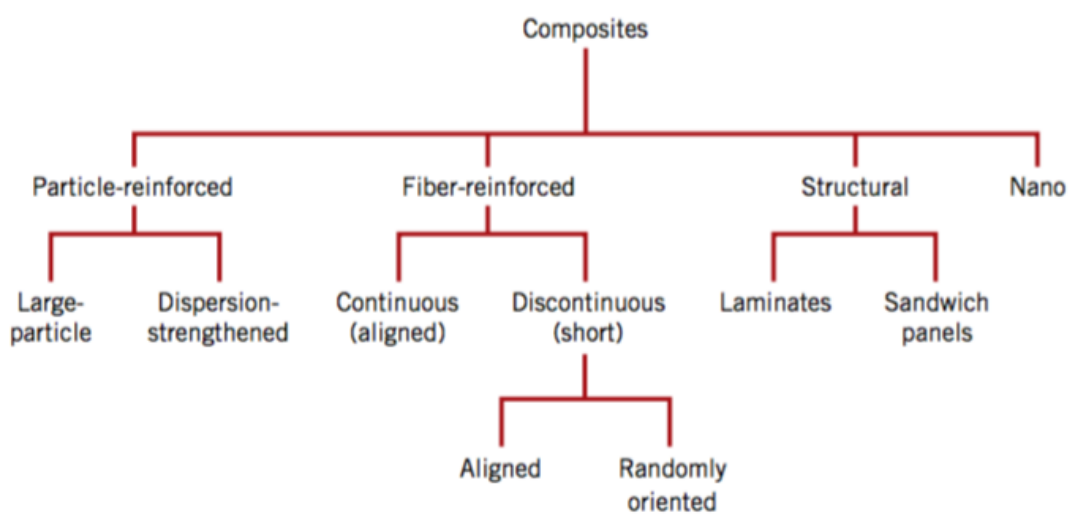 Composites
Particle-reinforced
Fiber-reinforced
Structural
Nano
Large-
particle
Dispersion-
strengthened
Continuous
(aligned)
Discontinuous
(short)
Laminates
Sandwich
panels
Aligned
Randomly
oriented